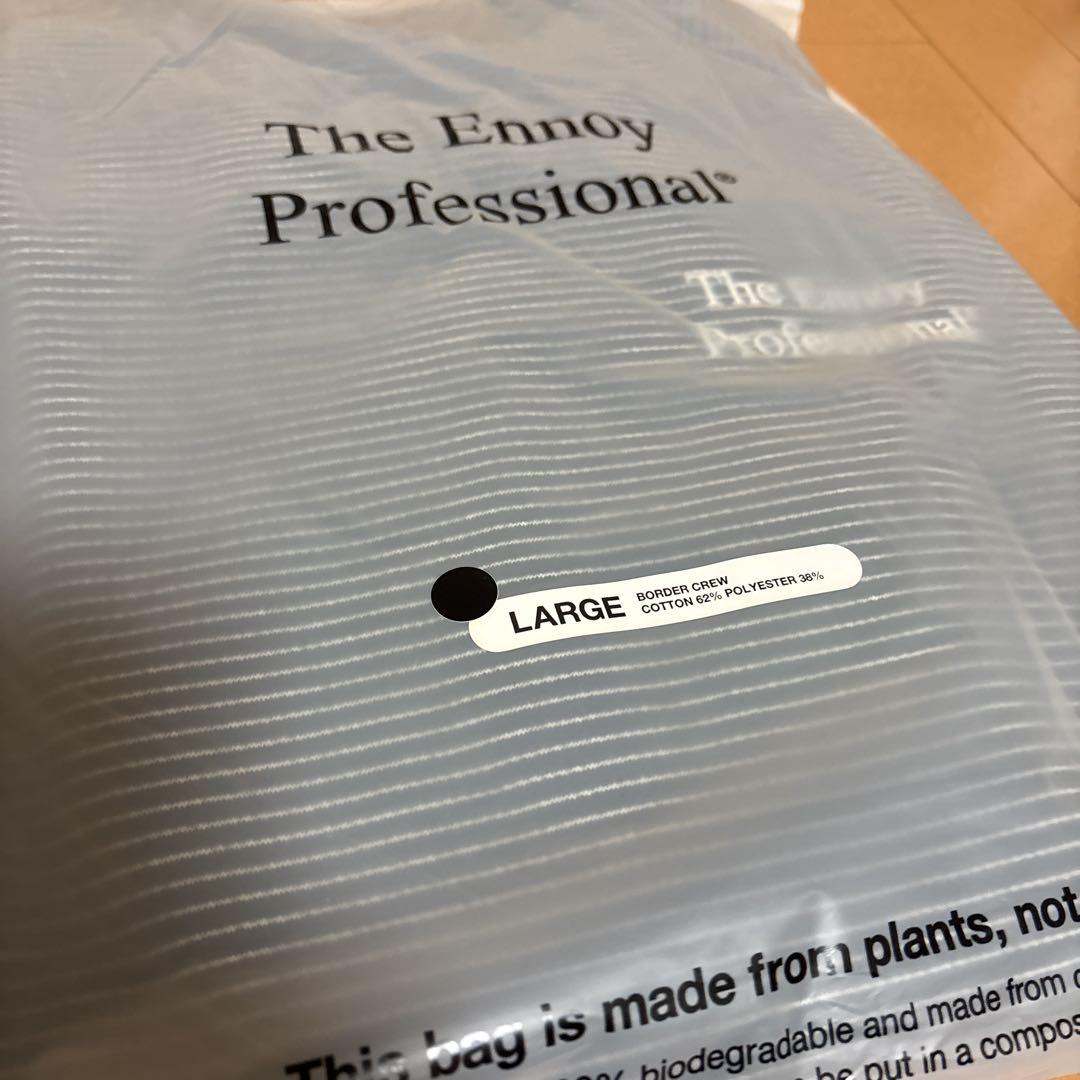 The Ennoy
Professional®
The Ennoy
Professional
LARGE
BORDER CREW
COTTON 62% POLYESTER 38%
This bag is made from plants, not
biodegradable and made from
be put in a compos